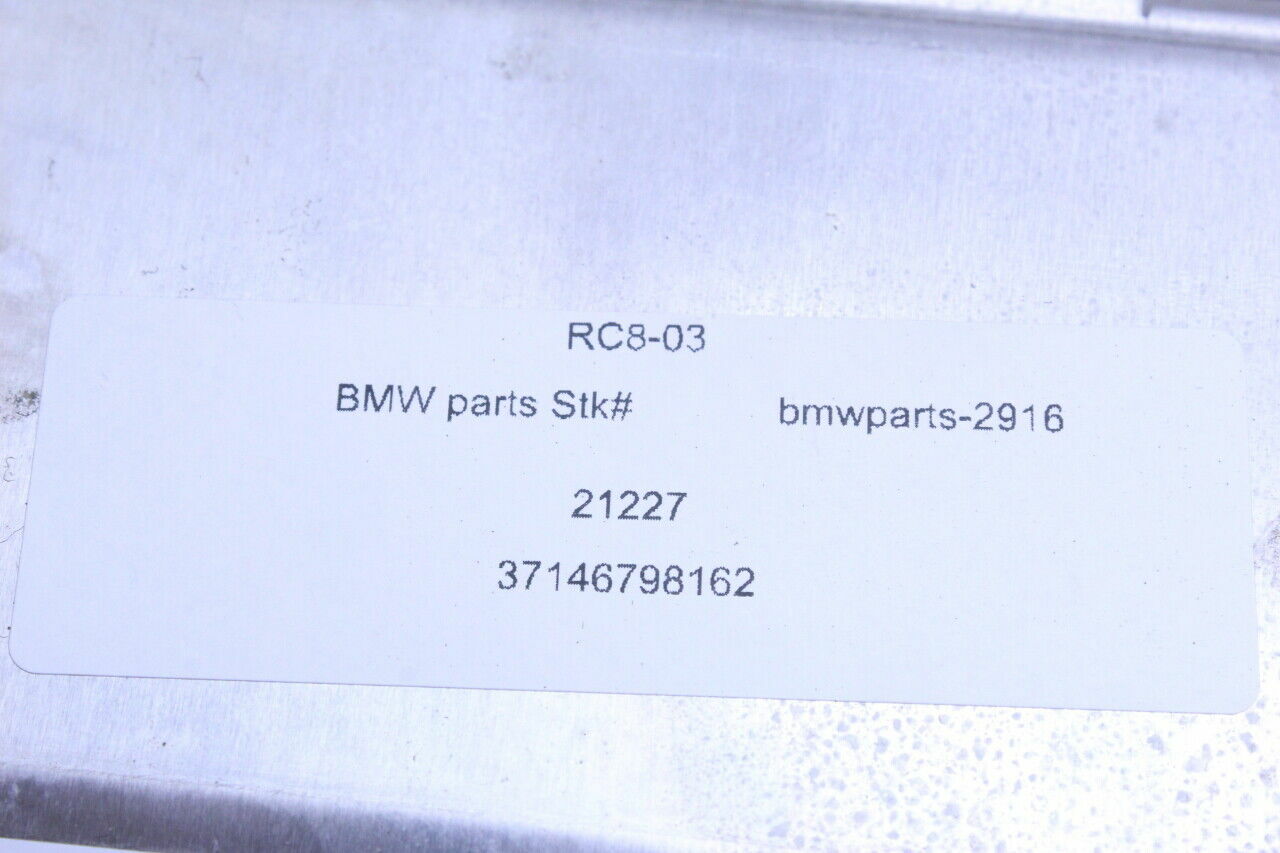 RC8-03
BMW parts Stk# bmwparts-2916
21227
37146798162